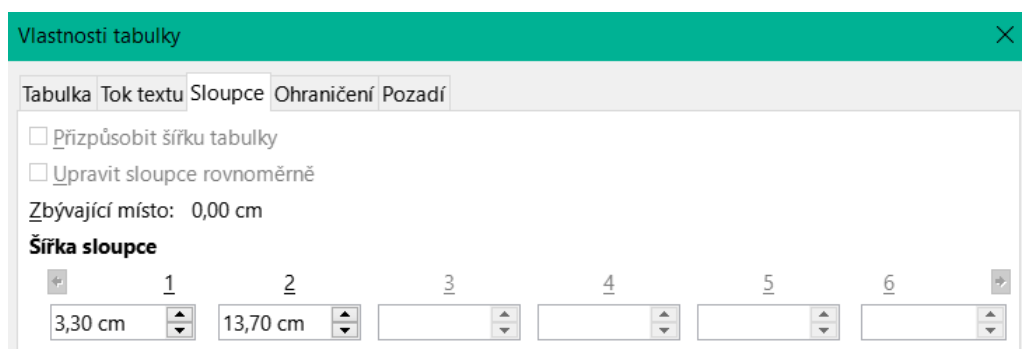 Vlastnosti tabulky
Tabulka Tok textu Sloupce Ohraničení Pozadí
Přizpůsobit šířku tabulky
Upravit sloupce rovnoměrně
Zbývající místo: 0,00 cm
Šířka sloupce
1 2 3 4 5 6
3,30 cm 13,70 cm